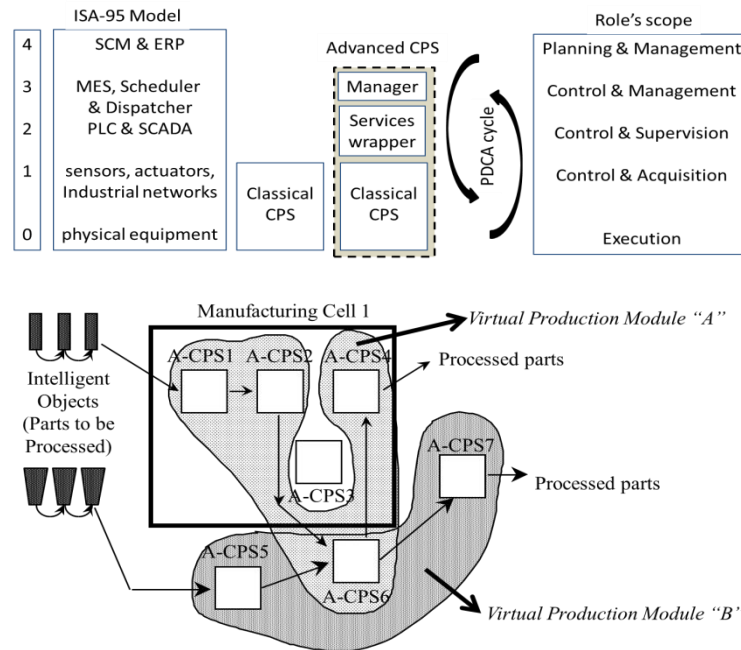 ISA-95 Model
Role's scope
4
SCM & ERP
Advanced CPS
Planning & Management
3
MES, Scheduler
& Dispatcher
Manager
Control & Management
2
PLC & SCADA
Services
wrapper
PDCA cycle
Control & Supervision
1
sensors, actuators,
Industrial networks
Classical
CPS
Classical
CPS
Control & Acquisition
0
physical equipment
Execution
Manufacturing Cell 1
Virtual Production Module "A"
A-CPS1
A-CPS2
A-CPS4
Processed parts
Intelligent
Objects
(Parts to be
Processed)
A-CPS7
A-CPS3
Processed parts
A-CPS5
A-CPS6
Virtual Production Module "B'